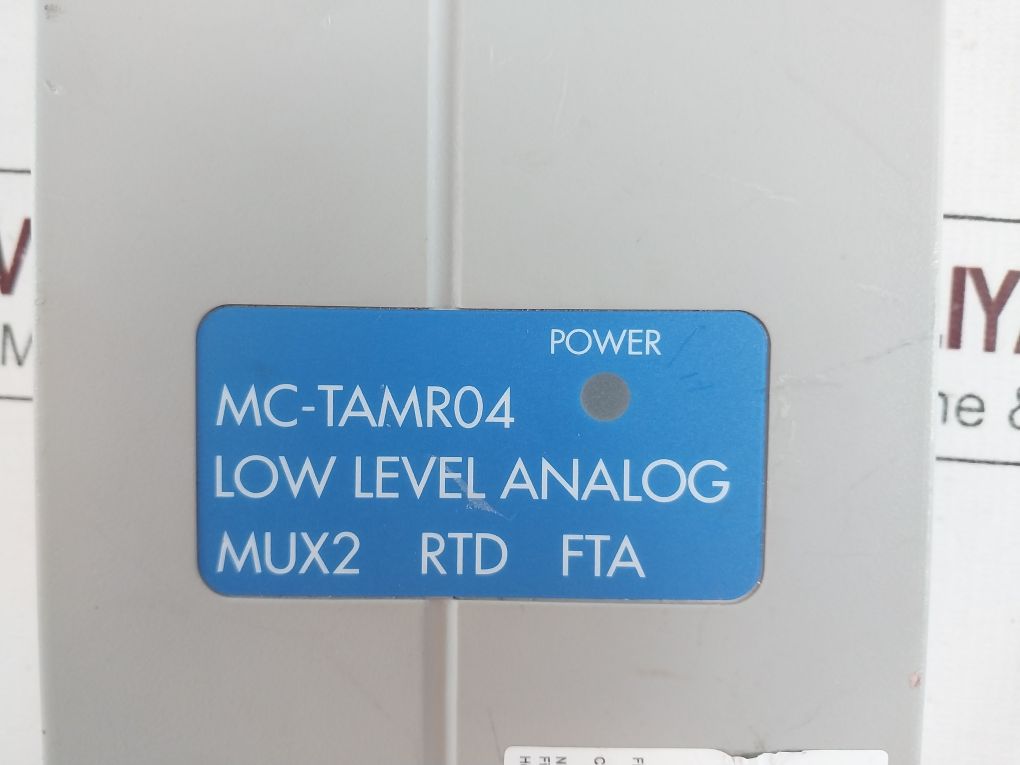 POWER
MC-TAMR04
LOW LEVEL ANALOG
MUX2 RTD FTA